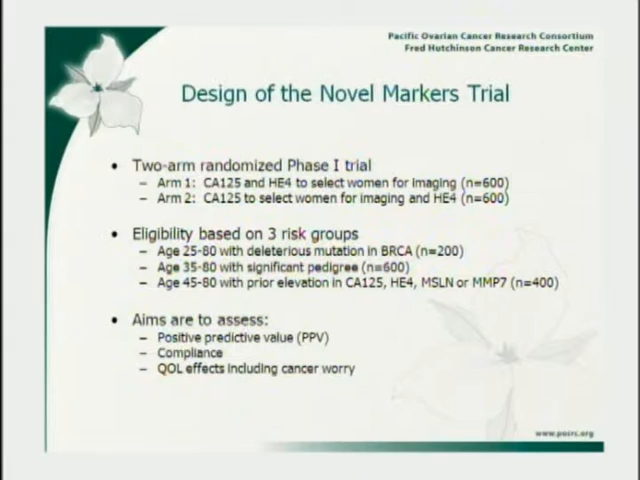 Pacific Ovarian Cancer Research Consortium
Fred Hutchinson Cancer Research Center
Design of the Novel Markers Trial
• Two-arm randomized Phase I trial
– Arm 1: CA125 and HE4 to select women for imaging (n=600)
– Arm 2: CA125 to select women for imaging and HE4 (n=600)
• Eligibility based on 3 risk groups
– Age 25-80 with deleterious mutation in BRCA (n=200)
– Age 35-80 with significant pedigree (n=600)
– Age 45-80 with prior elevation in CA125, HE4, MSLN or MMP7 (n=400)
• Aims are to assess:
– Positive predictive value (PPV)
– Compliance
– QOL effects including cancer worry
www.pocrc.org